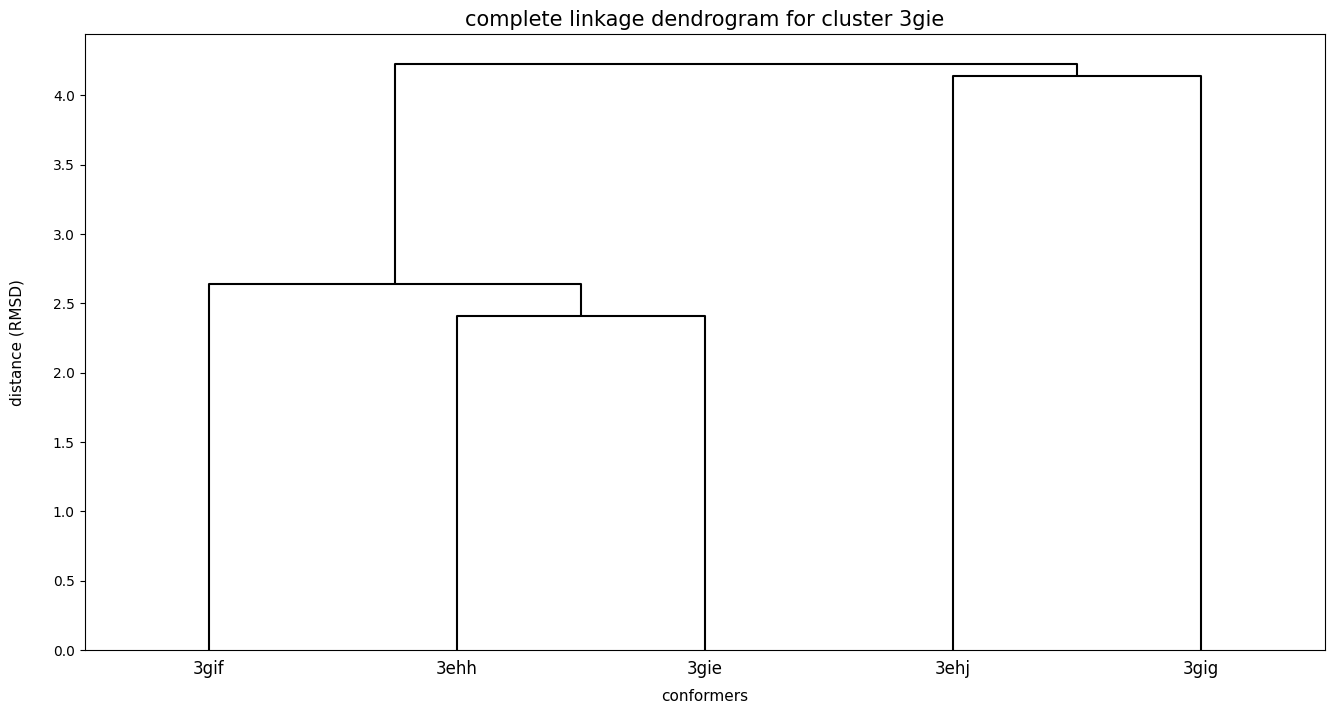 complete linkage dendrogram for cluster 3gie
4.0
3.5
3.0
2.5
2.0
1.5
1.0
0.5
0.0
distance (RMSD)
3gif 3ehh 3gie 3ehj 3gig
conformers